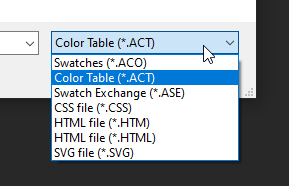 Color Table (*.ACT)
Swatches (*.ACO)
Color Table (*.ACT)
Swatch Exchange (*.ASE)
CSS file (*.CSS)
HTML file (*.HTM)
HTML file (*.HTML)
SVG file (*.SVG)